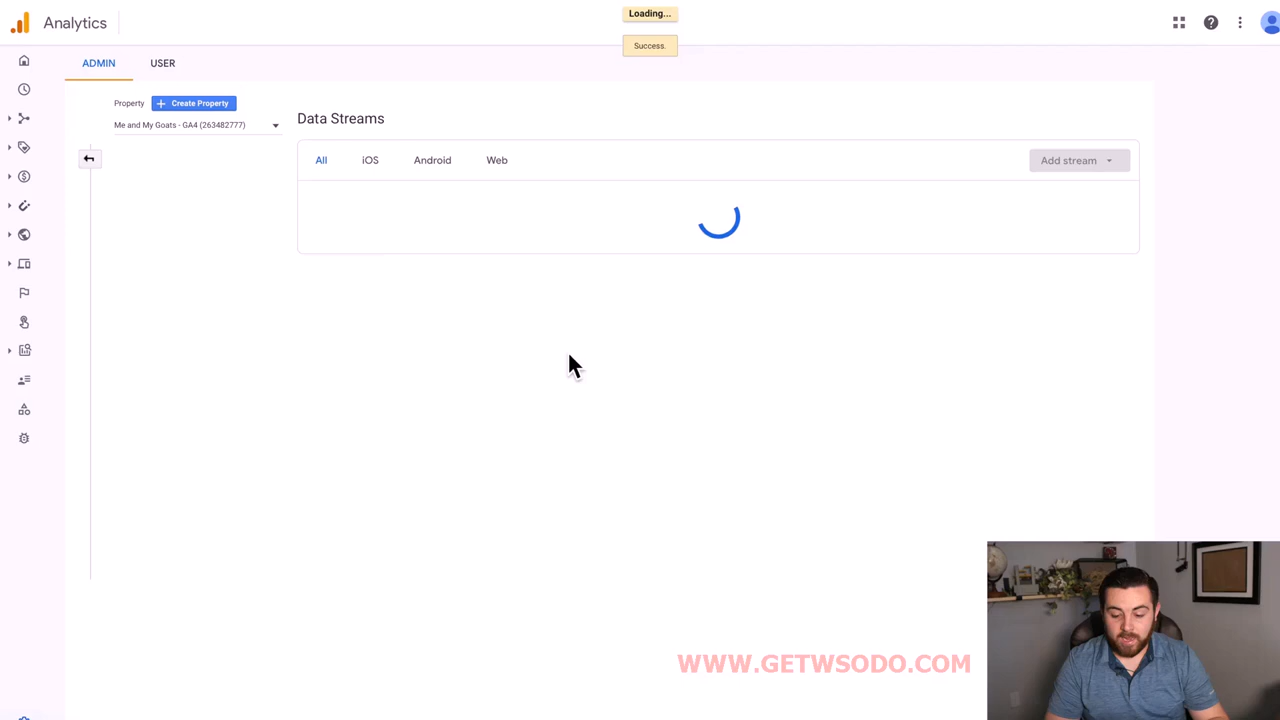 Analytics
Loading...
Success.
ADMIN
USER
Property
Create Property
Me and My Goats - GA4 (263482777)
Data Streams
All
iOS
Android
Web
Add stream
WWW.GETWSODO.COM